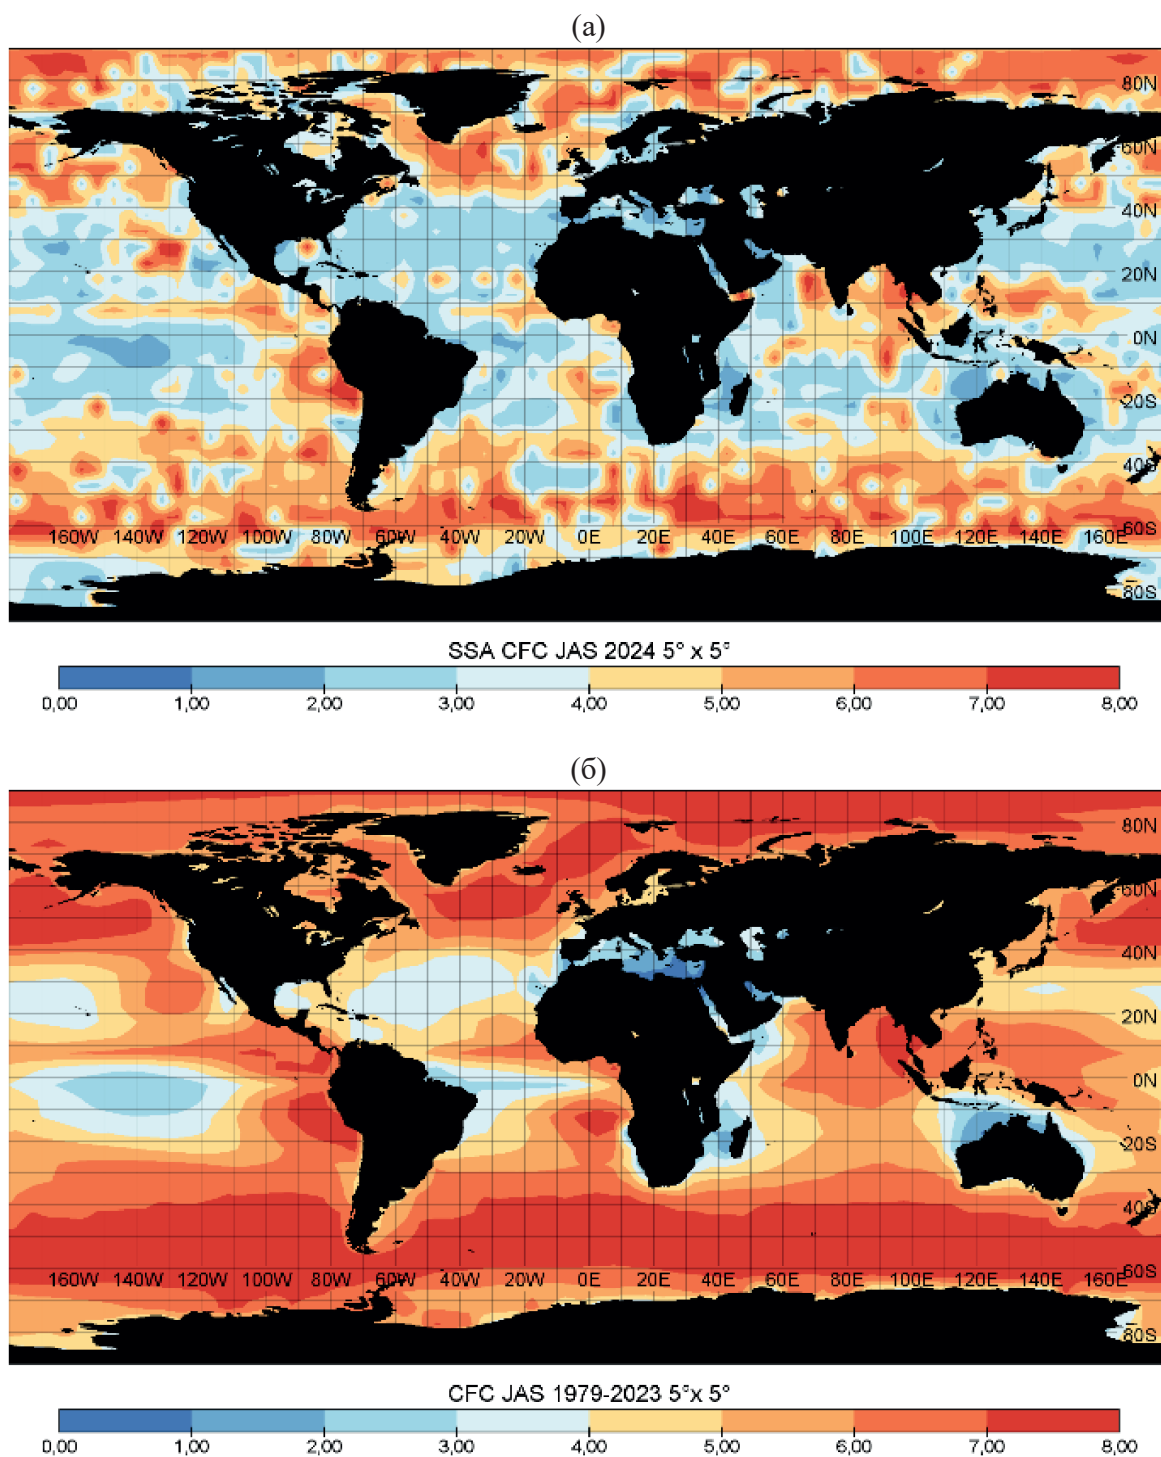 (а)
80N
60N
40N
20N
0N
20S
40S
160W 140W 120W 100W 80W 60W 40W 20W 0E 20E 40E 60E 80E 100E 120E 140E 160E 60S
80S
SSA CFC JAS 2024 5° x 5°
0,00 1,00 2,00 3,00 4,00 5,00 6,00 7,00 8,00
(б)
80N
60N
40N
20N
0N
20S
40S
160W 140W 120W 100W 80W 60W 40W 20W 0E 20E 40E 60E 80E 100E 120E 140E 160E 60S
80S
CFC JAS 1979-2023 5°x 5°
0,00 1,00 2,00 3,00 4,00 5,00 6,00 7,00 8,00